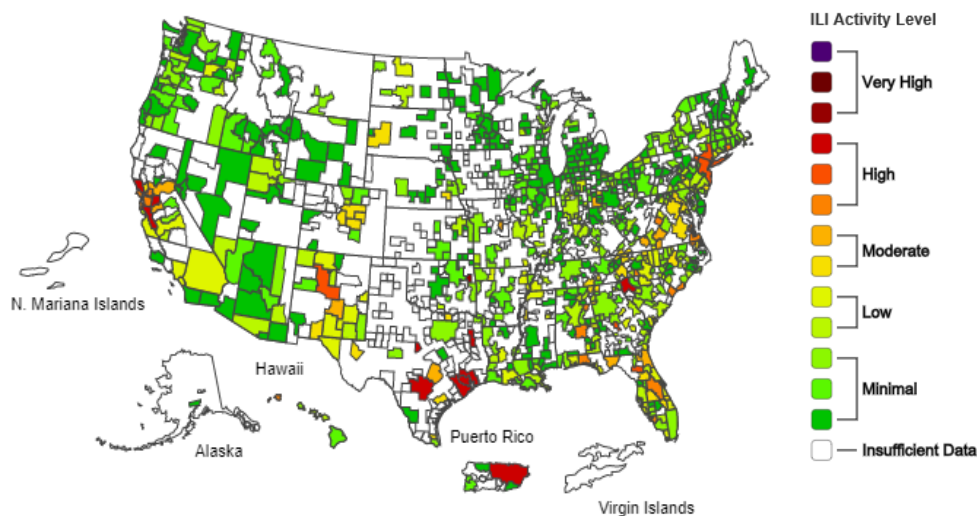 ILI Activity Level
Very High
High
Moderate
Low
Minimal
Insufficient Data
N. Mariana Islands
Hawaii
Alaska
Puerto Rico
Virgin Islands